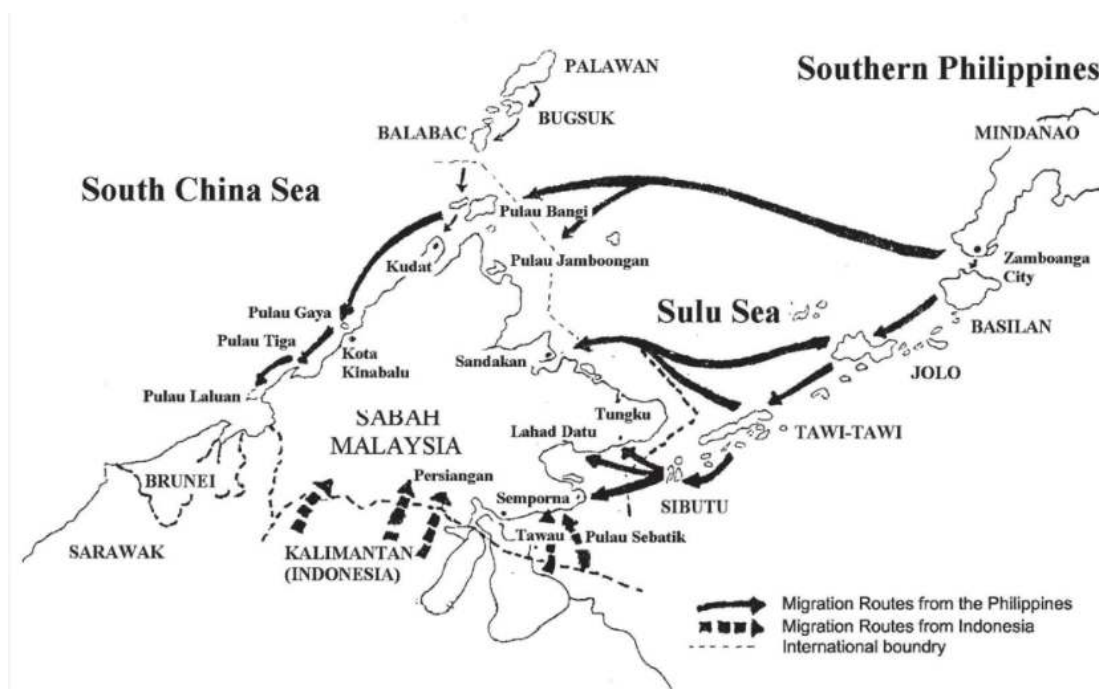 PALAWAN
Southern Philippines
BUGSUK
MINDANAO
BALABAC
South China Sea
Pulau Bangi
Kudat
Pulau Jamboongan
Zamboanga
City
Pulau Gaya
Sulu Sea
BASILAN
Pulau Tiga
Kota
Kinabalu
Sandakan
JOLO
Pulau Laluan
SABAH
MALAYSIA
Tungku
TAWI-TAWI
Lahad Datu
Persiangan
BRUNEI
Semporna
SIBUTU
SARAWAK
KALIMANTAN
(INDONESIA)
Tawau
Pulau Sebatik
Migration Routes from the Philippines
Migration Routes from Indonesia
International boundry